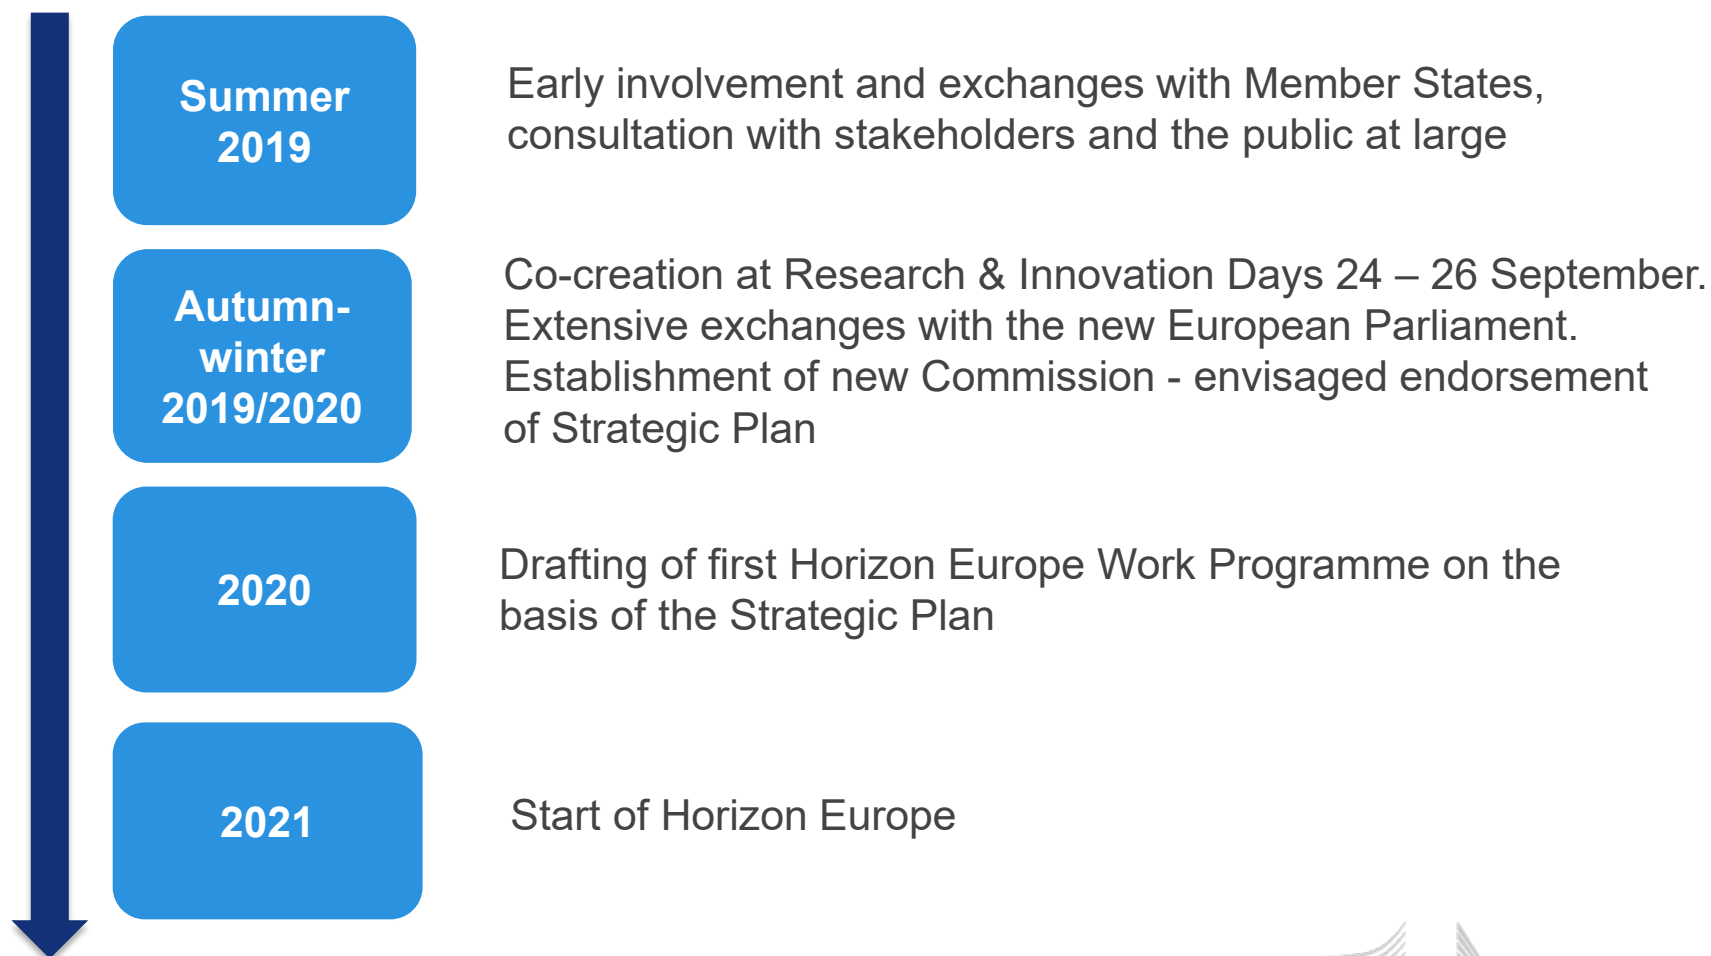 Summer
2019
Early involvement and exchanges with Member States,
consultation with stakeholders and the public at large
Autumn-
winter
2019/2020
Co-creation at Research & Innovation Days 24 – 26 September.
Extensive exchanges with the new European Parliament.
Establishment of new Commission - envisaged endorsement
of Strategic Plan
2020
Drafting of first Horizon Europe Work Programme on the
basis of the Strategic Plan
2021
Start of Horizon Europe